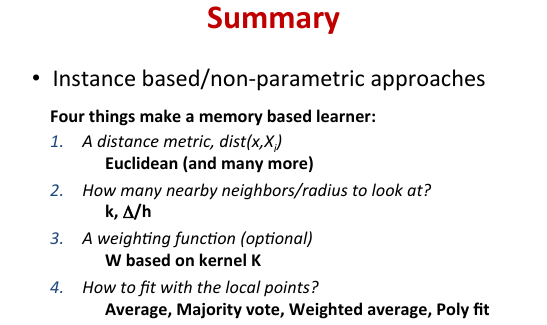 Summary
• Instance based/non-parametric approaches
Four things make a memory based learner:
1. A distance metric, dist(x,Xi)
Euclidean (and many more)
2. How many nearby neighbors/radius to look at?
k, Δ/h
3. A weighting function (optional)
W based on kernel K
4. How to fit with the local points?
Average, Majority vote, Weighted average, Poly fit